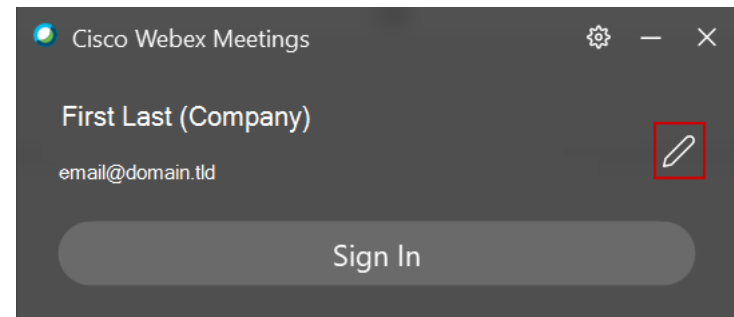 Cisco Webex Meetings
First Last (Company)
email@domain.tld
Sign In